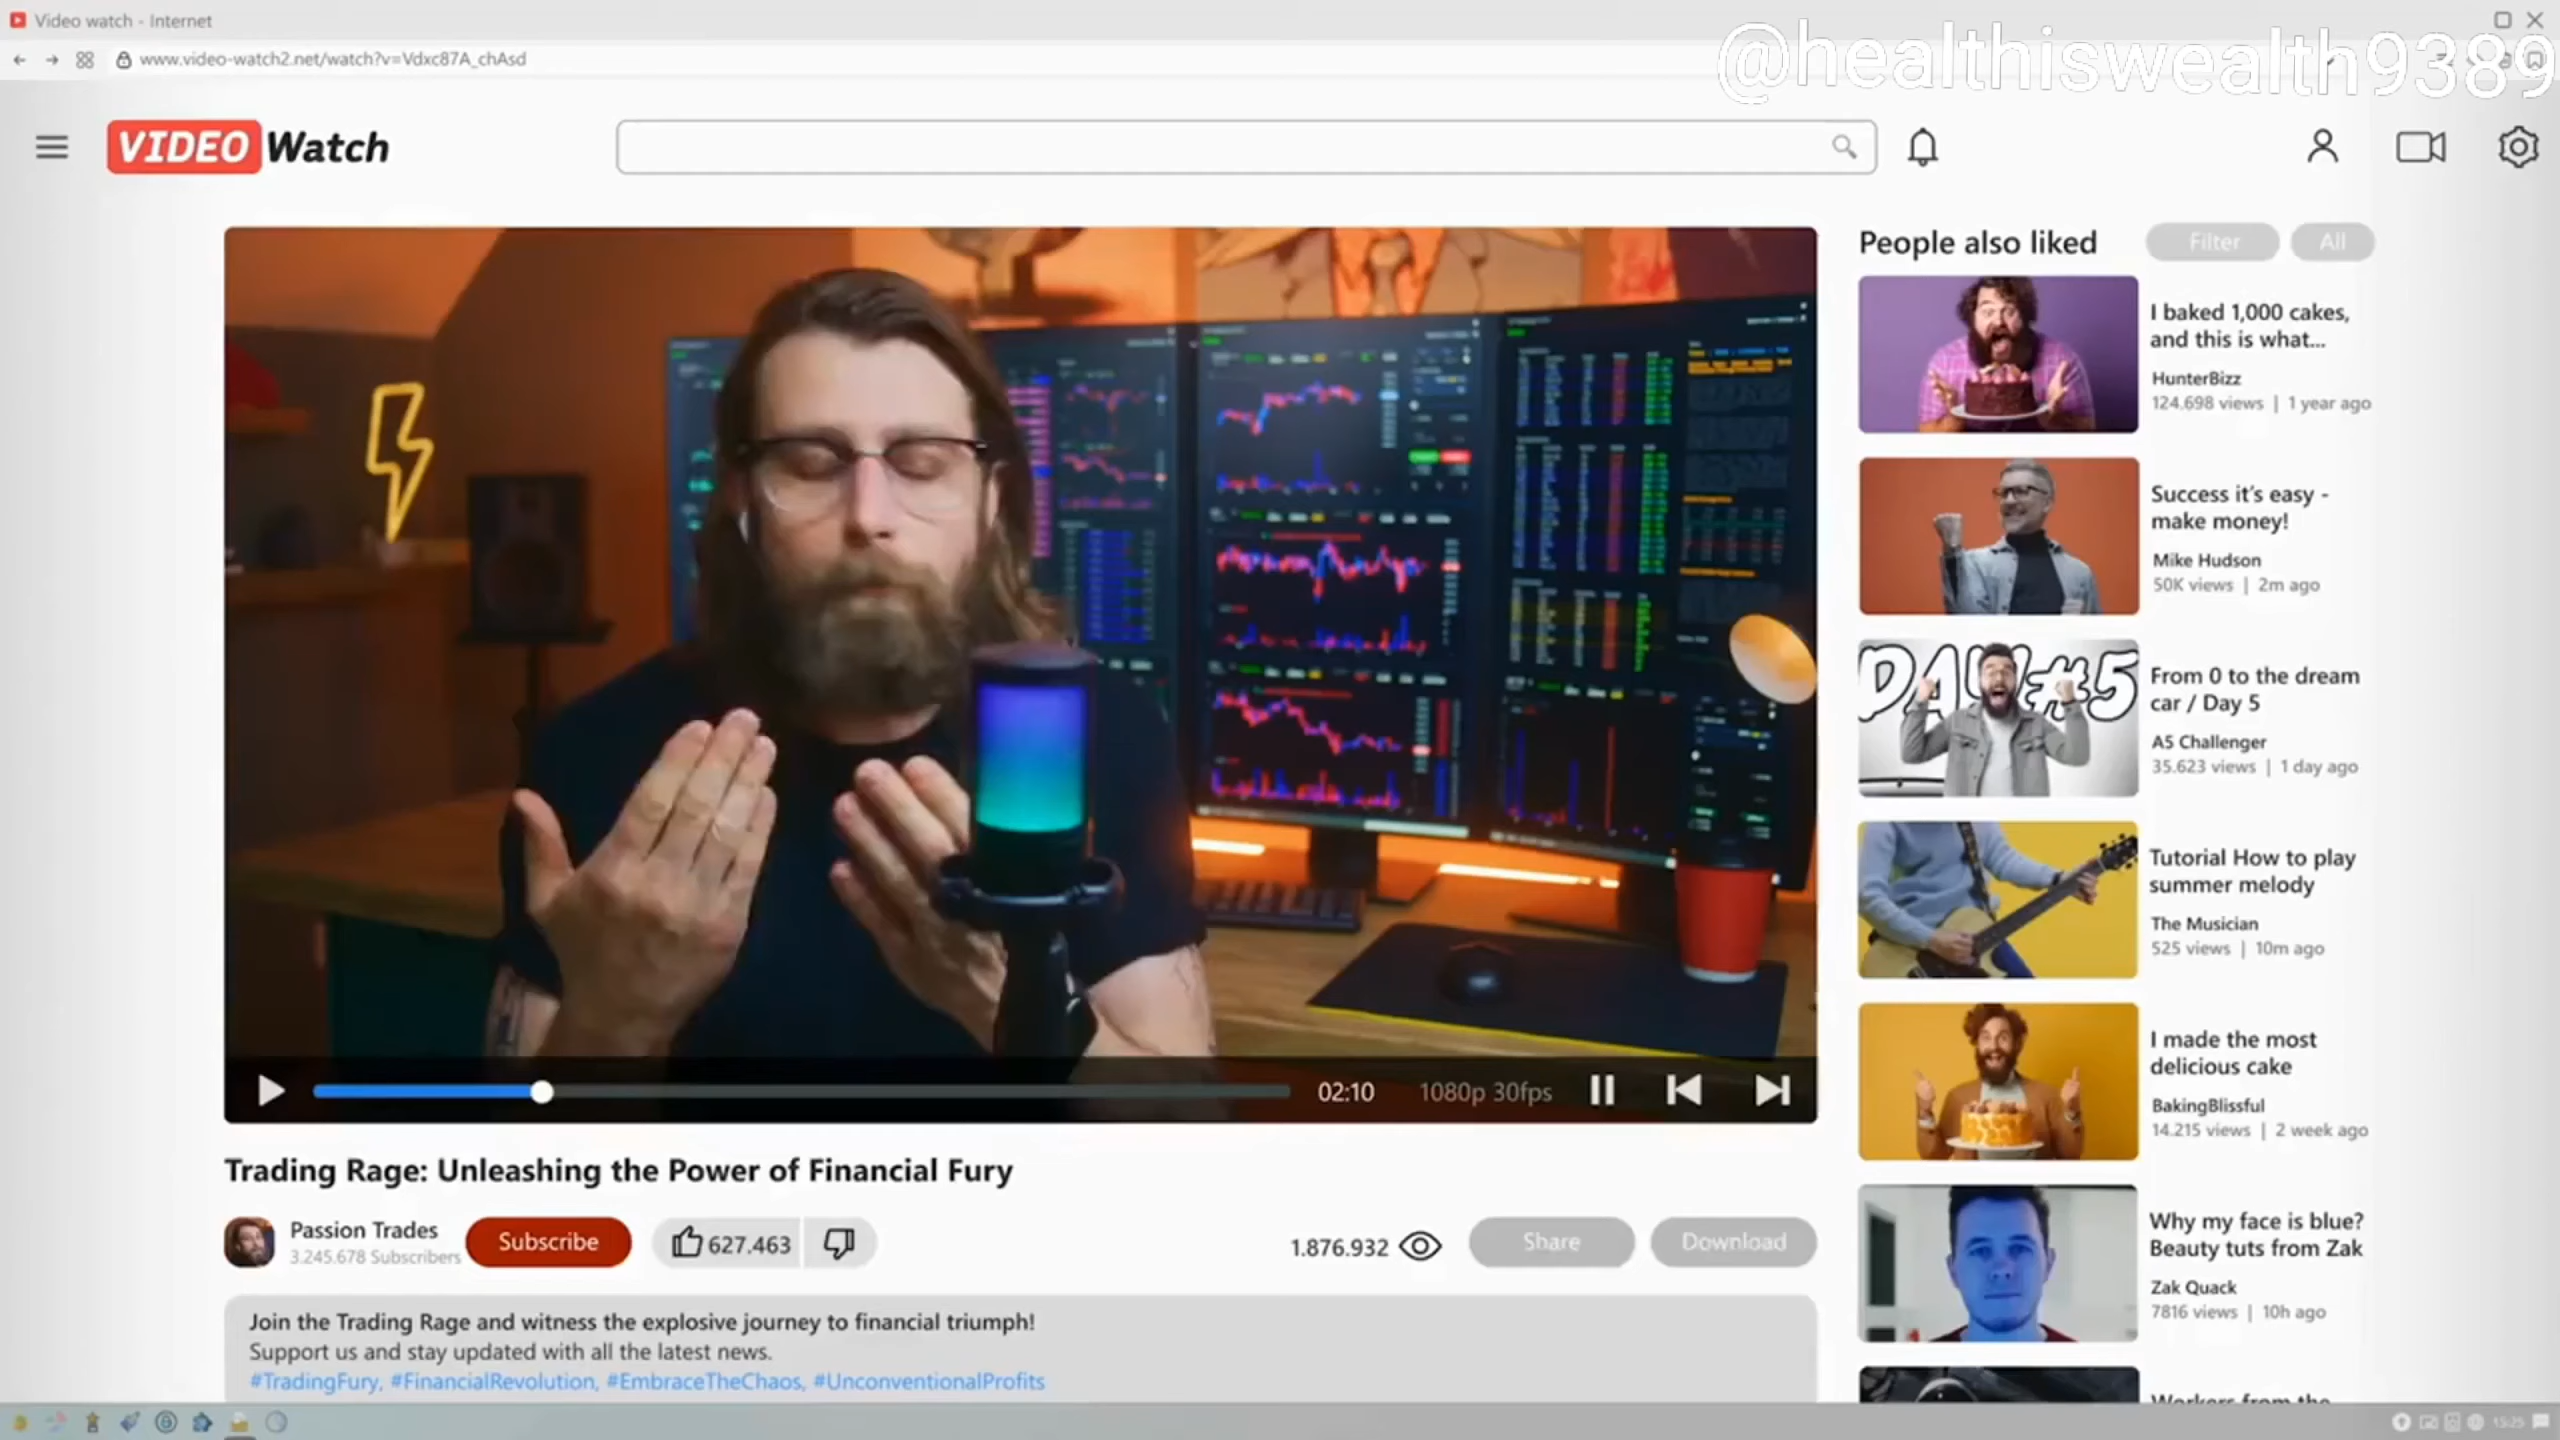 Video watch - Internet
@healthiswealth9389
www.video-watch2.net/watch?v=Vdxc87A_chAsd
VIDEO Watch
People also liked
Filter
All
I baked 1,000 cakes,
and this is what...
HunterBizz
124.698 views | 1 year ago
Success it's easy -
make money!
Mike Hudson
50K views | 2m ago
DAY #5
From 0 to the dream
car / Day 5
A5 Challenger
35.623 views | 1 day ago
Tutorial How to play
summer melody
The Musician
525 views | 10m ago
I made the most
delicious cake
BakingBlissful
14.215 views | 2 week ago
Why my face is blue?
Beauty tuts from Zak
Zak Quack
7816 views | 10h ago
Workers from the
02:10
1080p 30fps
Trading Rage: Unleashing the Power of Financial Fury
Passion Trades
3.245.678 Subscribers
Subscribe
627.463
1.876.932
Share
Download
Join the Trading Rage and witness the explosive journey to financial triumph!
Support us and stay updated with all the latest news.
#TradingFury, #FinancialRevolution, #EmbraceTheChaos, #UnconventionalProfits
15:25